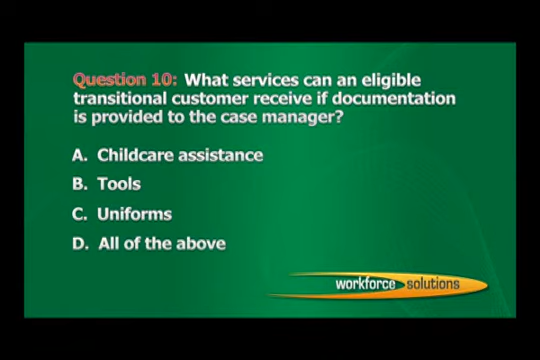 Question 10: What services can an eligible
transitional customer receive if documentation
is provided to the case manager?
A. Childcare assistance
B. Tools
C. Uniforms
D. All of the above
workforce solutions